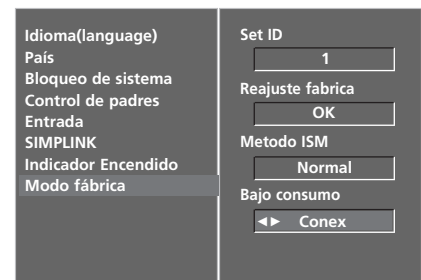 Idioma(language)
País
Bloqueo de sistema
Control de padres
Entrada
SIMPLINK
Indicador Encendido
Modo fábrica
Set ID
1
Reajuste fabrica
OK
Metodo ISM
Normal
Bajo consumo
◄► Conex